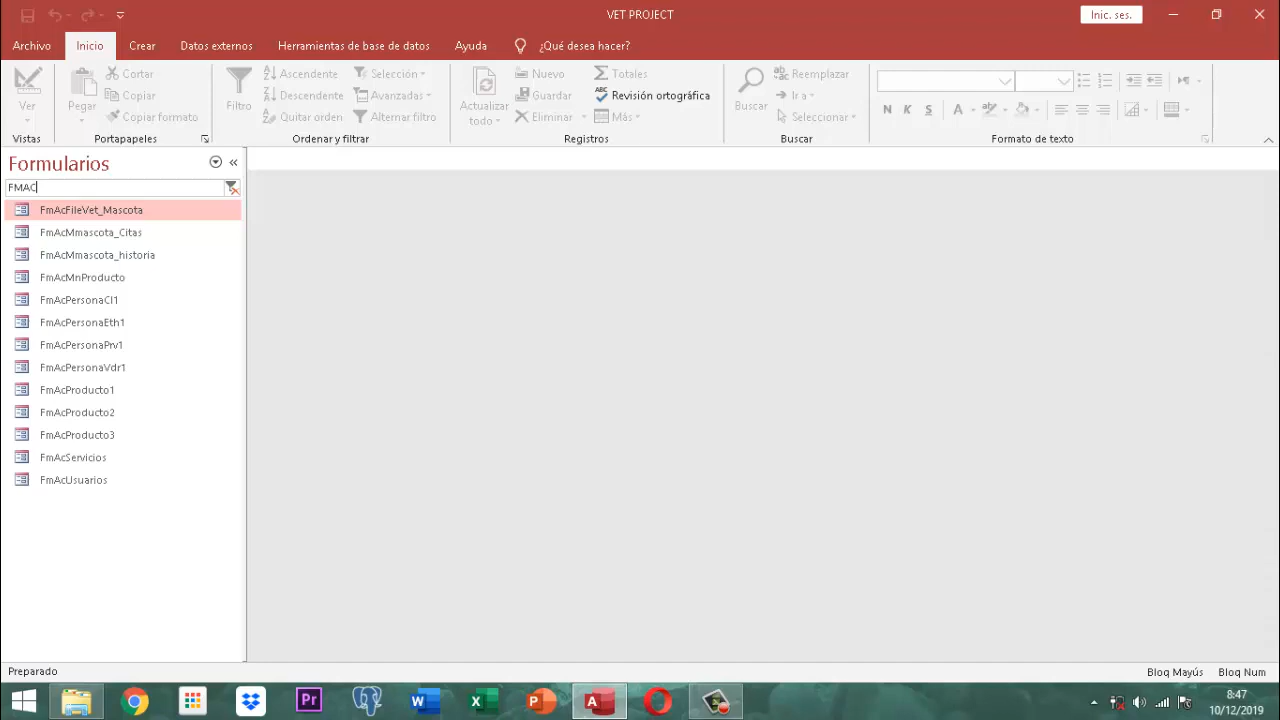 VET PROJECT
Inic. ses.
Archivo Inicio Crear Datos externos Herramientas de base de datos Ayuda ¿Qué desea hacer?
Ver
Vistas
Pegar
Cortar
Copiar
Copiar formato
Portapapeles
Filtro
Ascendente
Descendente
Quitar orden
Selección
Avanzadas
Alternar filtro
Ordenar y filtrar
Actualizar
todo
Nuevo
Guardar
Eliminar
Totales
Revisión ortográfica
Más
Registros
Buscar
Reemplazar
Ir a
Seleccionar
Buscar
N K S A
Formato de texto
Formularios
FMAC
FmAcFileVet_Mascota
FmAcMmascota_Citas
FmAcMmascota_historia
FmAcMnProducto
FmAcPersonaCl1
FmAcPersonaEth1
FmAcPersonaPrv1
FmAcPersonaVdr1
FmAcProducto1
FmAcProducto2
FmAcProducto3
FmAcServicios
FmAcUsuarios
Preparado
Bloq Mayús Bloq Num
Pr
W
X
P
A
8:47
10/12/2019